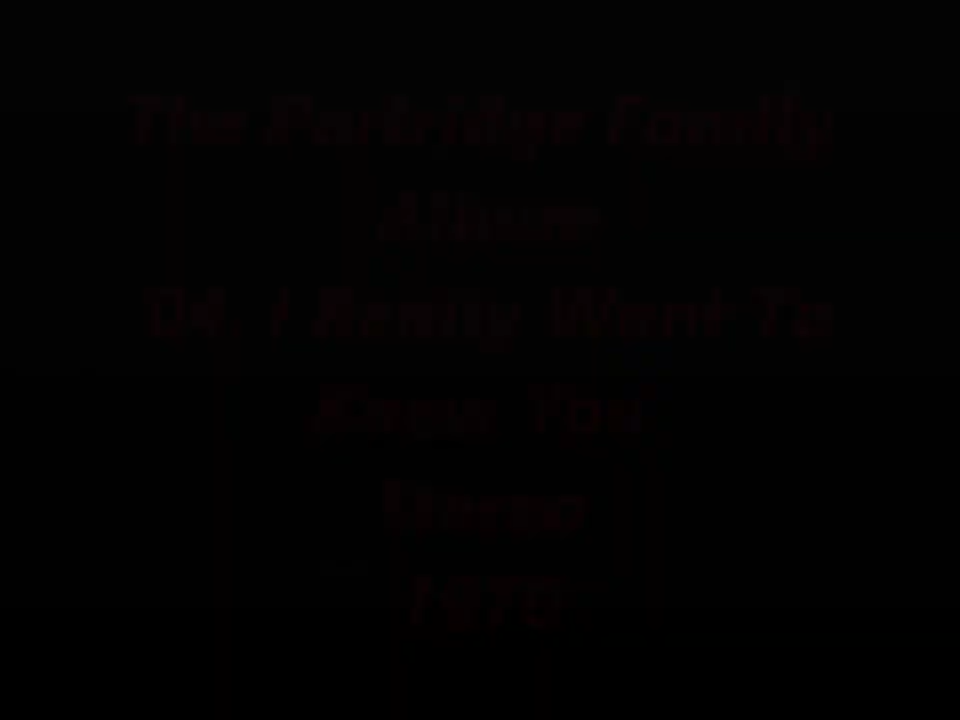 The Partridge Family
Album
04. I Really Want To
Know You
Stereo
1970